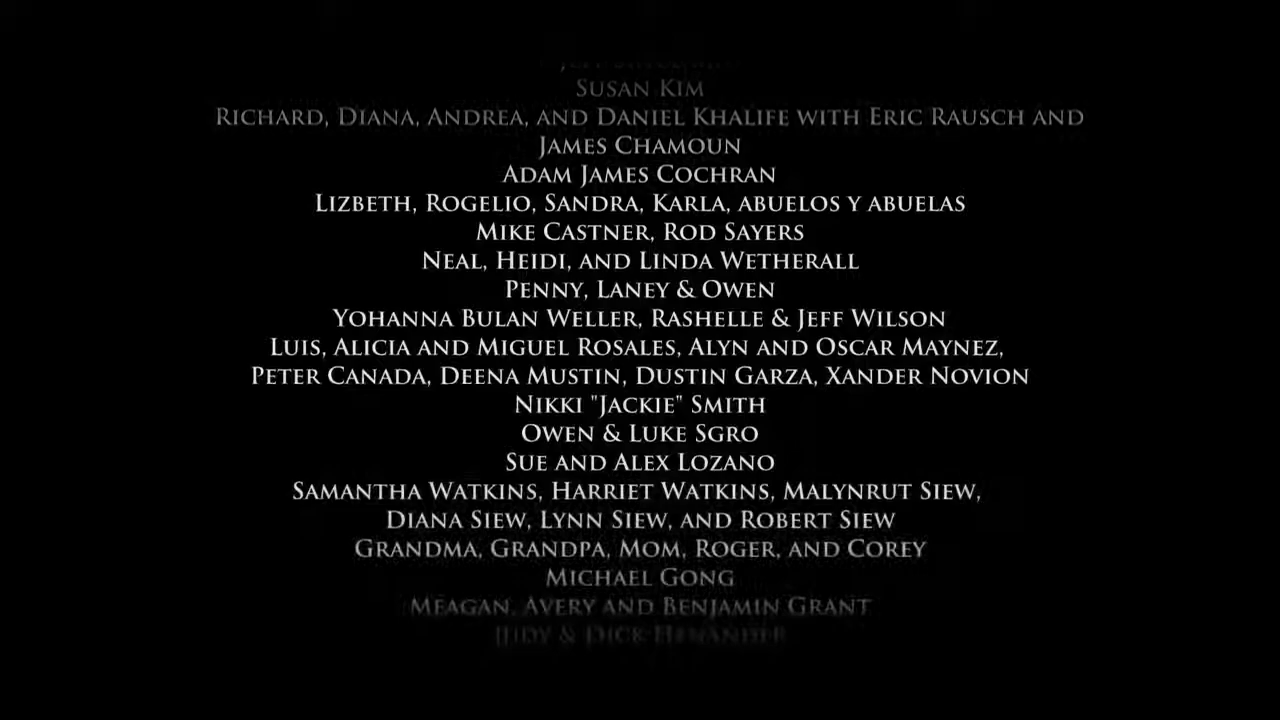 Susan Kim
Richard, Diana, Andrea, and Daniel Khalife with Eric Rausch and
James Chamoun
Adam James Cochran
Lizbeth, Rogelio, Sandra, Karla, abuelos y abuelas
Mike Castner, Rod Sayers
Neal, Heidi, and Linda Wetherall
Penny, Laney & Owen
Yohanna Bulan Weller, Rashelle & Jeff Wilson
Luis, Alicia and Miguel Rosales, Alyn and Oscar Maynez,
Peter Canada, Deena Mustin, Dustin Garza, Xander Novion
Nikki "Jackie" Smith
Owen & Luke Sgro
Sue and Alex Lozano
Samantha Watkins, Harriet Watkins, Malynrut Siew,
Diana Siew, Lynn Siew, and Robert Siew
Grandma, Grandpa, Mom, Roger, and Corey
Michael Gong
Meagan, Avery and Benjamin Grant
Judy & Dick